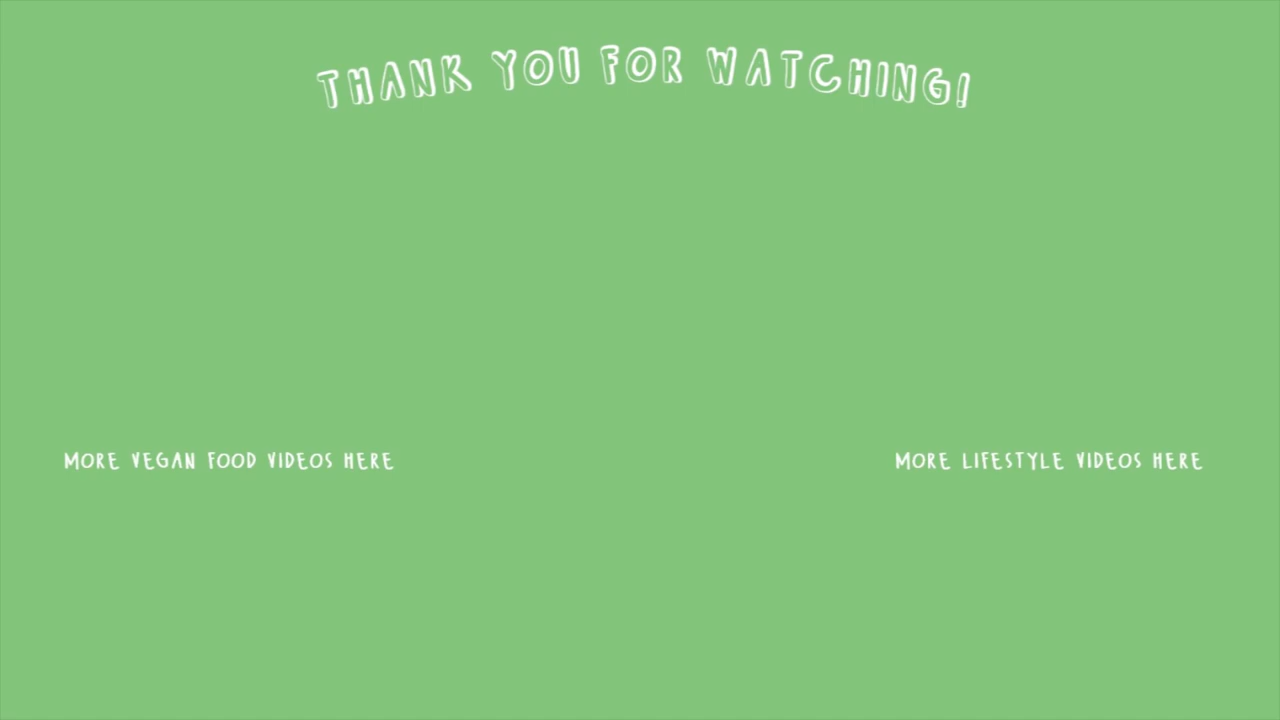 THANK YOU FOR WATCHING!
MORE VEGAN FOOD VIDEOS HERE
MORE LIFESTYLE VIDEOS HERE